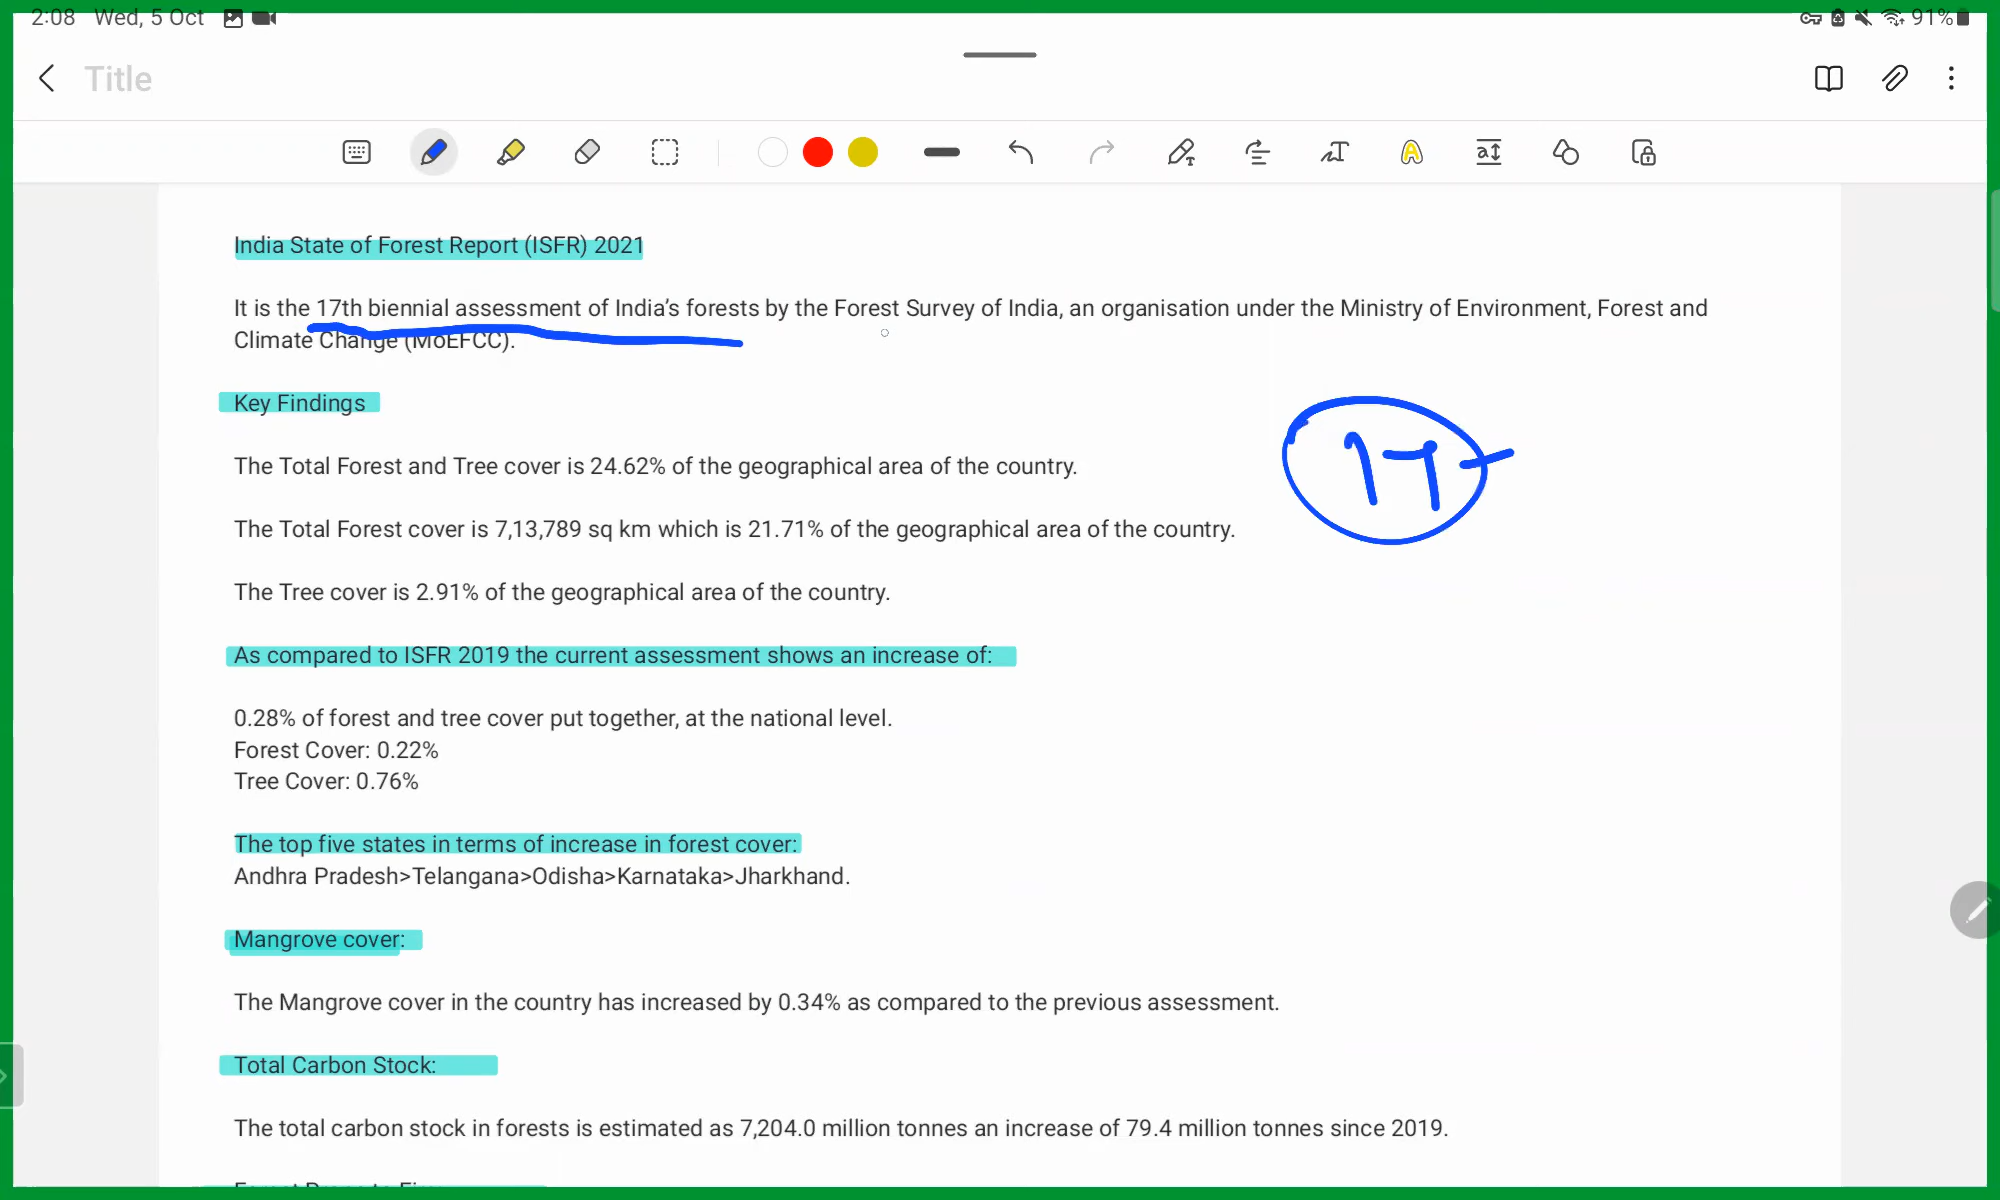 2:08 Wed, 5 Oct 91%
Title
India State of Forest Report (ISFR) 2021
It is the 17th biennial assessment of India's forests by the Forest Survey of India, an organisation under the Ministry of Environment, Forest and
Climate Change (MoEFCC).
Key Findings
17
The Total Forest and Tree cover is 24.62% of the geographical area of the country.
The Total Forest cover is 7,13,789 sq km which is 21.71% of the geographical area of the country.
The Tree cover is 2.91% of the geographical area of the country.
As compared to ISFR 2019 the current assessment shows an increase of:
0.28% of forest and tree cover put together, at the national level.
Forest Cover: 0.22%
Tree Cover: 0.76%
The top five states in terms of increase in forest cover:
Andhra Pradesh>Telangana>Odisha>Karnataka>Jharkhand.
Mangrove cover:
The Mangrove cover in the country has increased by 0.34% as compared to the previous assessment.
Total Carbon Stock:
The total carbon stock in forests is estimated as 7,204.0 million tonnes an increase of 79.4 million tonnes since 2019.